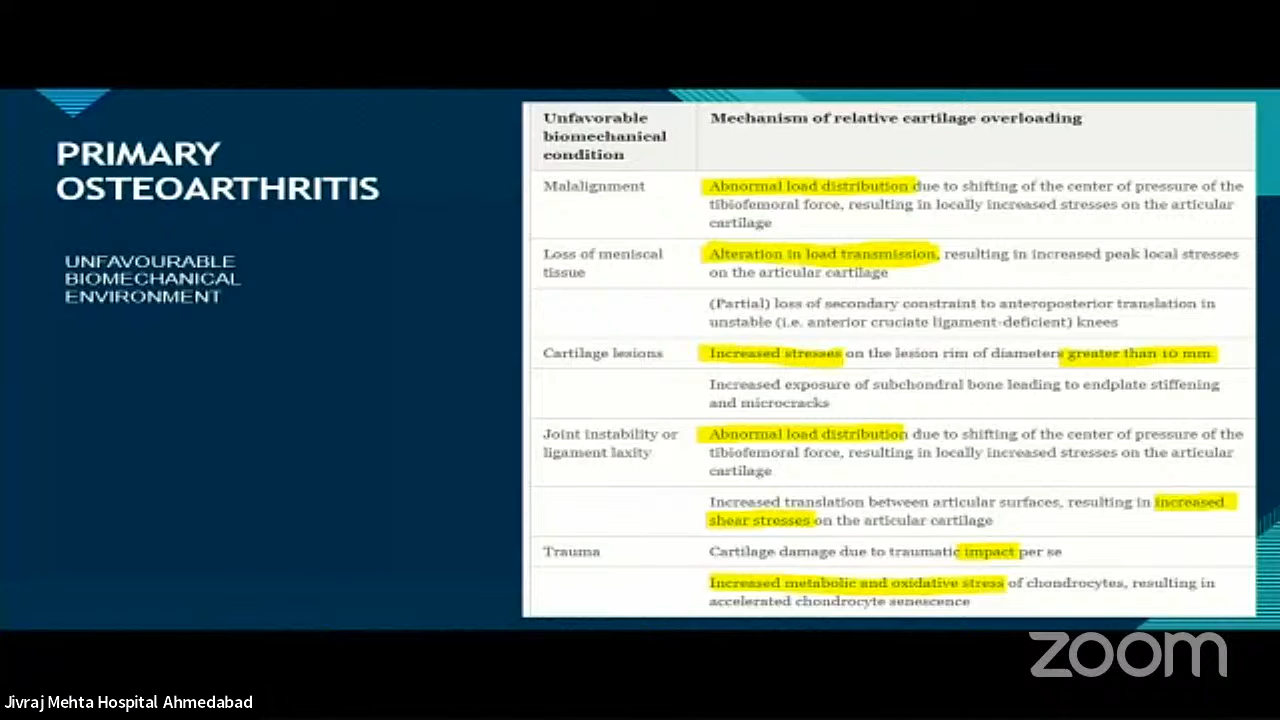 PRIMARY
OSTEOARTHRITIS
UNFAVOURABLE
BIOMECHANICAL
ENVIRONMENT
Unfavorable
biomechanical
condition
Mechanism of relative cartilage overloading
Malalignment
Abnormal load distribution due to shifting of the center of pressure of the
tibiofemoral force, resulting in locally increased stresses on the articular
cartilage
Loss of meniscal
tissue
Alteration in load transmission, resulting in increased peak local stresses
on the articular cartilage
(Partial) loss of secondary constraint to anteroposterior translation in
unstable (i.e. anterior cruciate ligament-deficient) knees
Cartilage lesions
Increased stresses on the lesion rim of diameters greater than 10 mm
Increased exposure of subchondral bone leading to endplate stiffening
and microcracks
Joint instability or
ligament laxity
Abnormal load distribution due to shifting of the center of pressure of the
tibiofemoral force, resulting in locally increased stresses on the articular
cartilage
Increased translation between articular surfaces, resulting in increased
shear stresses on the articular cartilage
Trauma
Cartilage damage due to traumatic impact per se
Increased metabolic and oxidative stress of chondrocytes, resulting in
accelerated chondrocyte senescence
zoom
Jivraj Mehta Hospital Ahmedabad